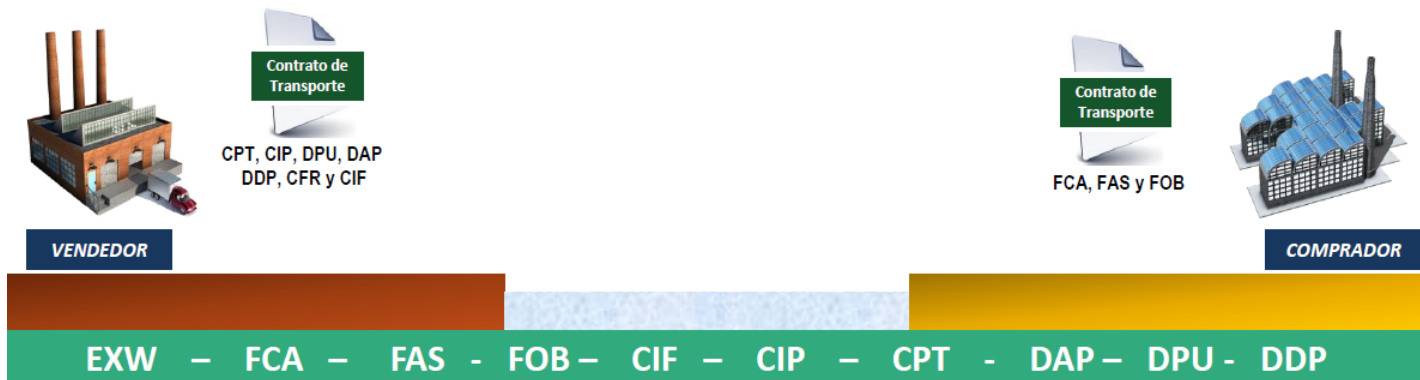 Contrato de
Transporte
CPT, CIP, DPU, DAP
DDP, CFR y CIF
Contrato de
Transporte
FCA, FAS y FOB
VENDEDOR
COMPRADOR
EXW – FCA – FAS - FOB – CIF – CIP – CPT - DAP – DPU - DDP